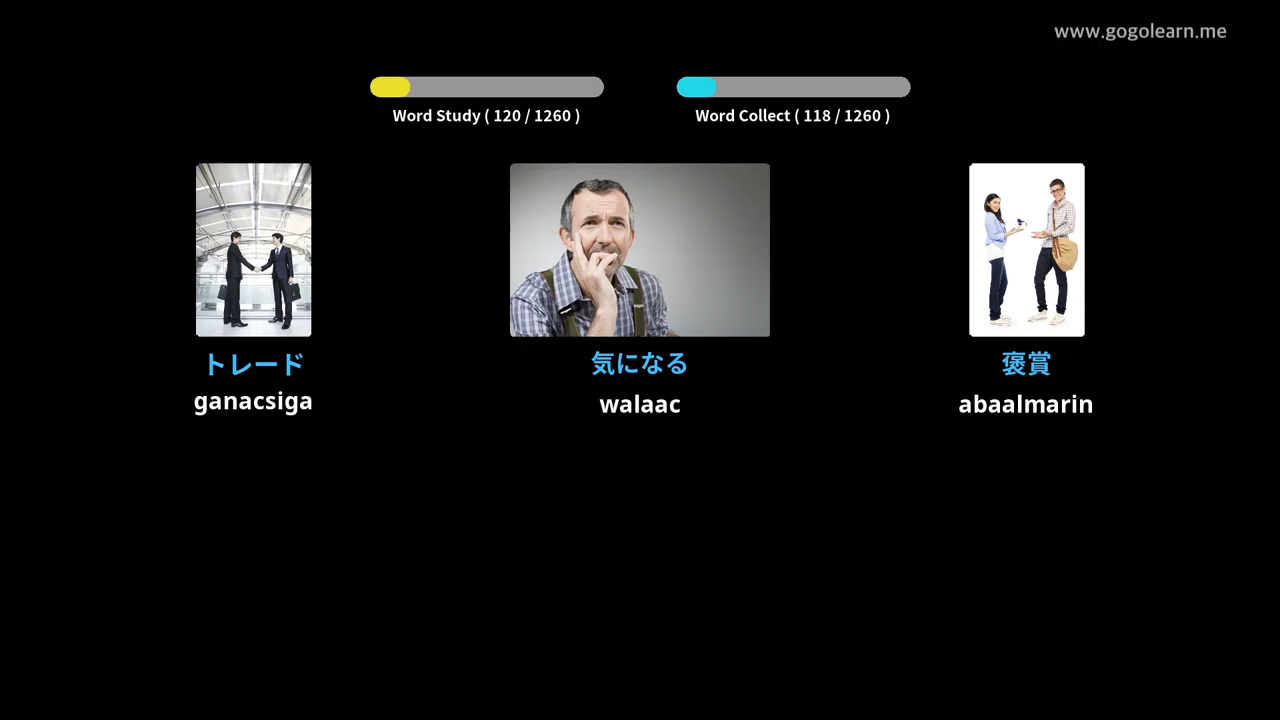 www.gogolearn.me
Word Study ( 120 / 1260 )
Word Collect ( 118 / 1260 )
トレード
気になる
褒賞
ganacsiga
walaac
abaalmarin